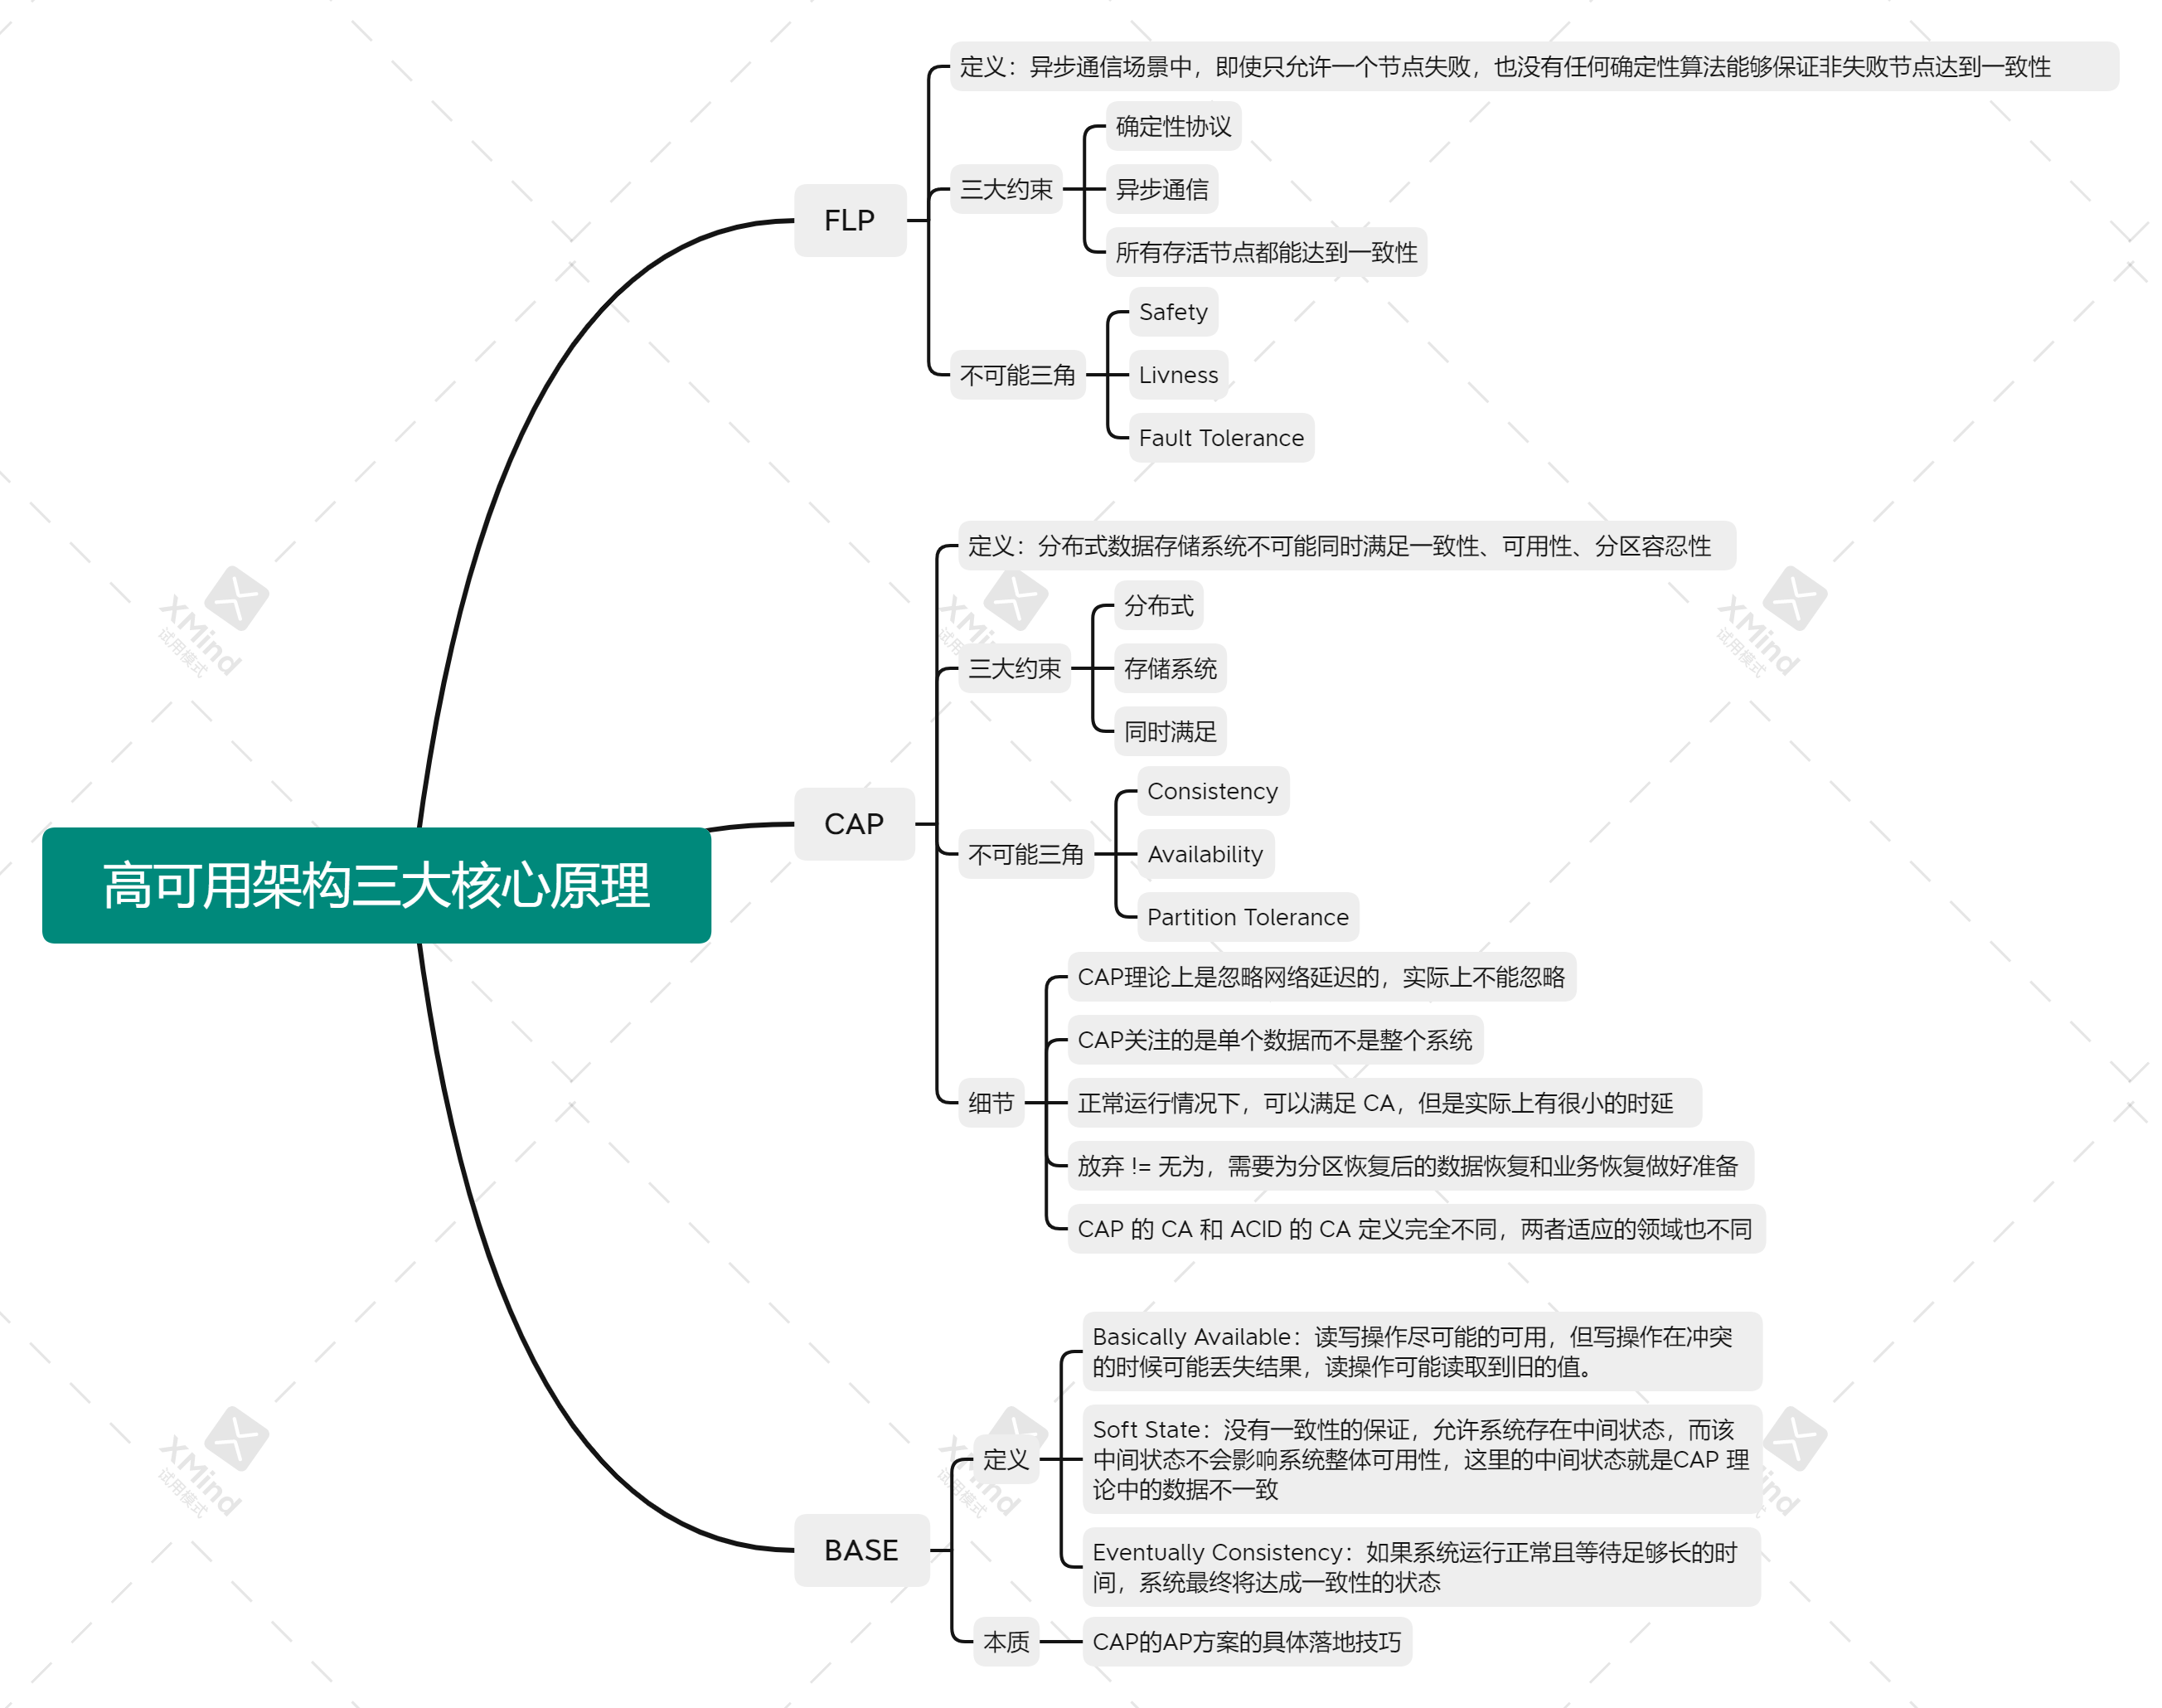 高可用架构三大核心原理
FLP
定义：异步通信场景中，即使只允许一个节点失败，也没有任何确定性算法能够保证非失败节点达到一致性
三大约束
确定性协议
异步通信
所有存活节点都能达到一致性
不可能三角
Safety
Livness
Fault Tolerance
CAP
定义：分布式数据存储系统不可能同时满足一致性、可用性、分区容忍性
三大约束
分布式
存储系统
同时满足
不可能三角
Consistency
Availability
Partition Tolerance
细节
CAP理论上是忽略网络延迟的，实际上不能忽略
CAP关注的是单个数据而不是整个系统
正常运行情况下，可以满足 CA，但是实际上有很小的时延
放弃 != 无为，需要为分区恢复后的数据恢复和业务恢复做好准备
CAP 的 CA 和 ACID 的 CA 定义完全不同，两者适应的领域也不同
BASE
定义
Basically Available：读写操作尽可能的可用，但写操作在冲突
的时候可能丢失结果，读操作可能读取到旧的值。
Soft State：没有一致性的保证，允许系统存在中间状态，而该
中间状态不会影响系统整体可用性，这里的中间状态就是CAP 理
论中的数据不一致
Eventually Consistency：如果系统运行正常且等待足够长的时
间，系统最终将达成一致性的状态
本质
CAP的AP方案的具体落地技巧
XMind
试用模式
XMind
试用模式
XMind
试用模式
XMind
试用模式
XMind
试用模式